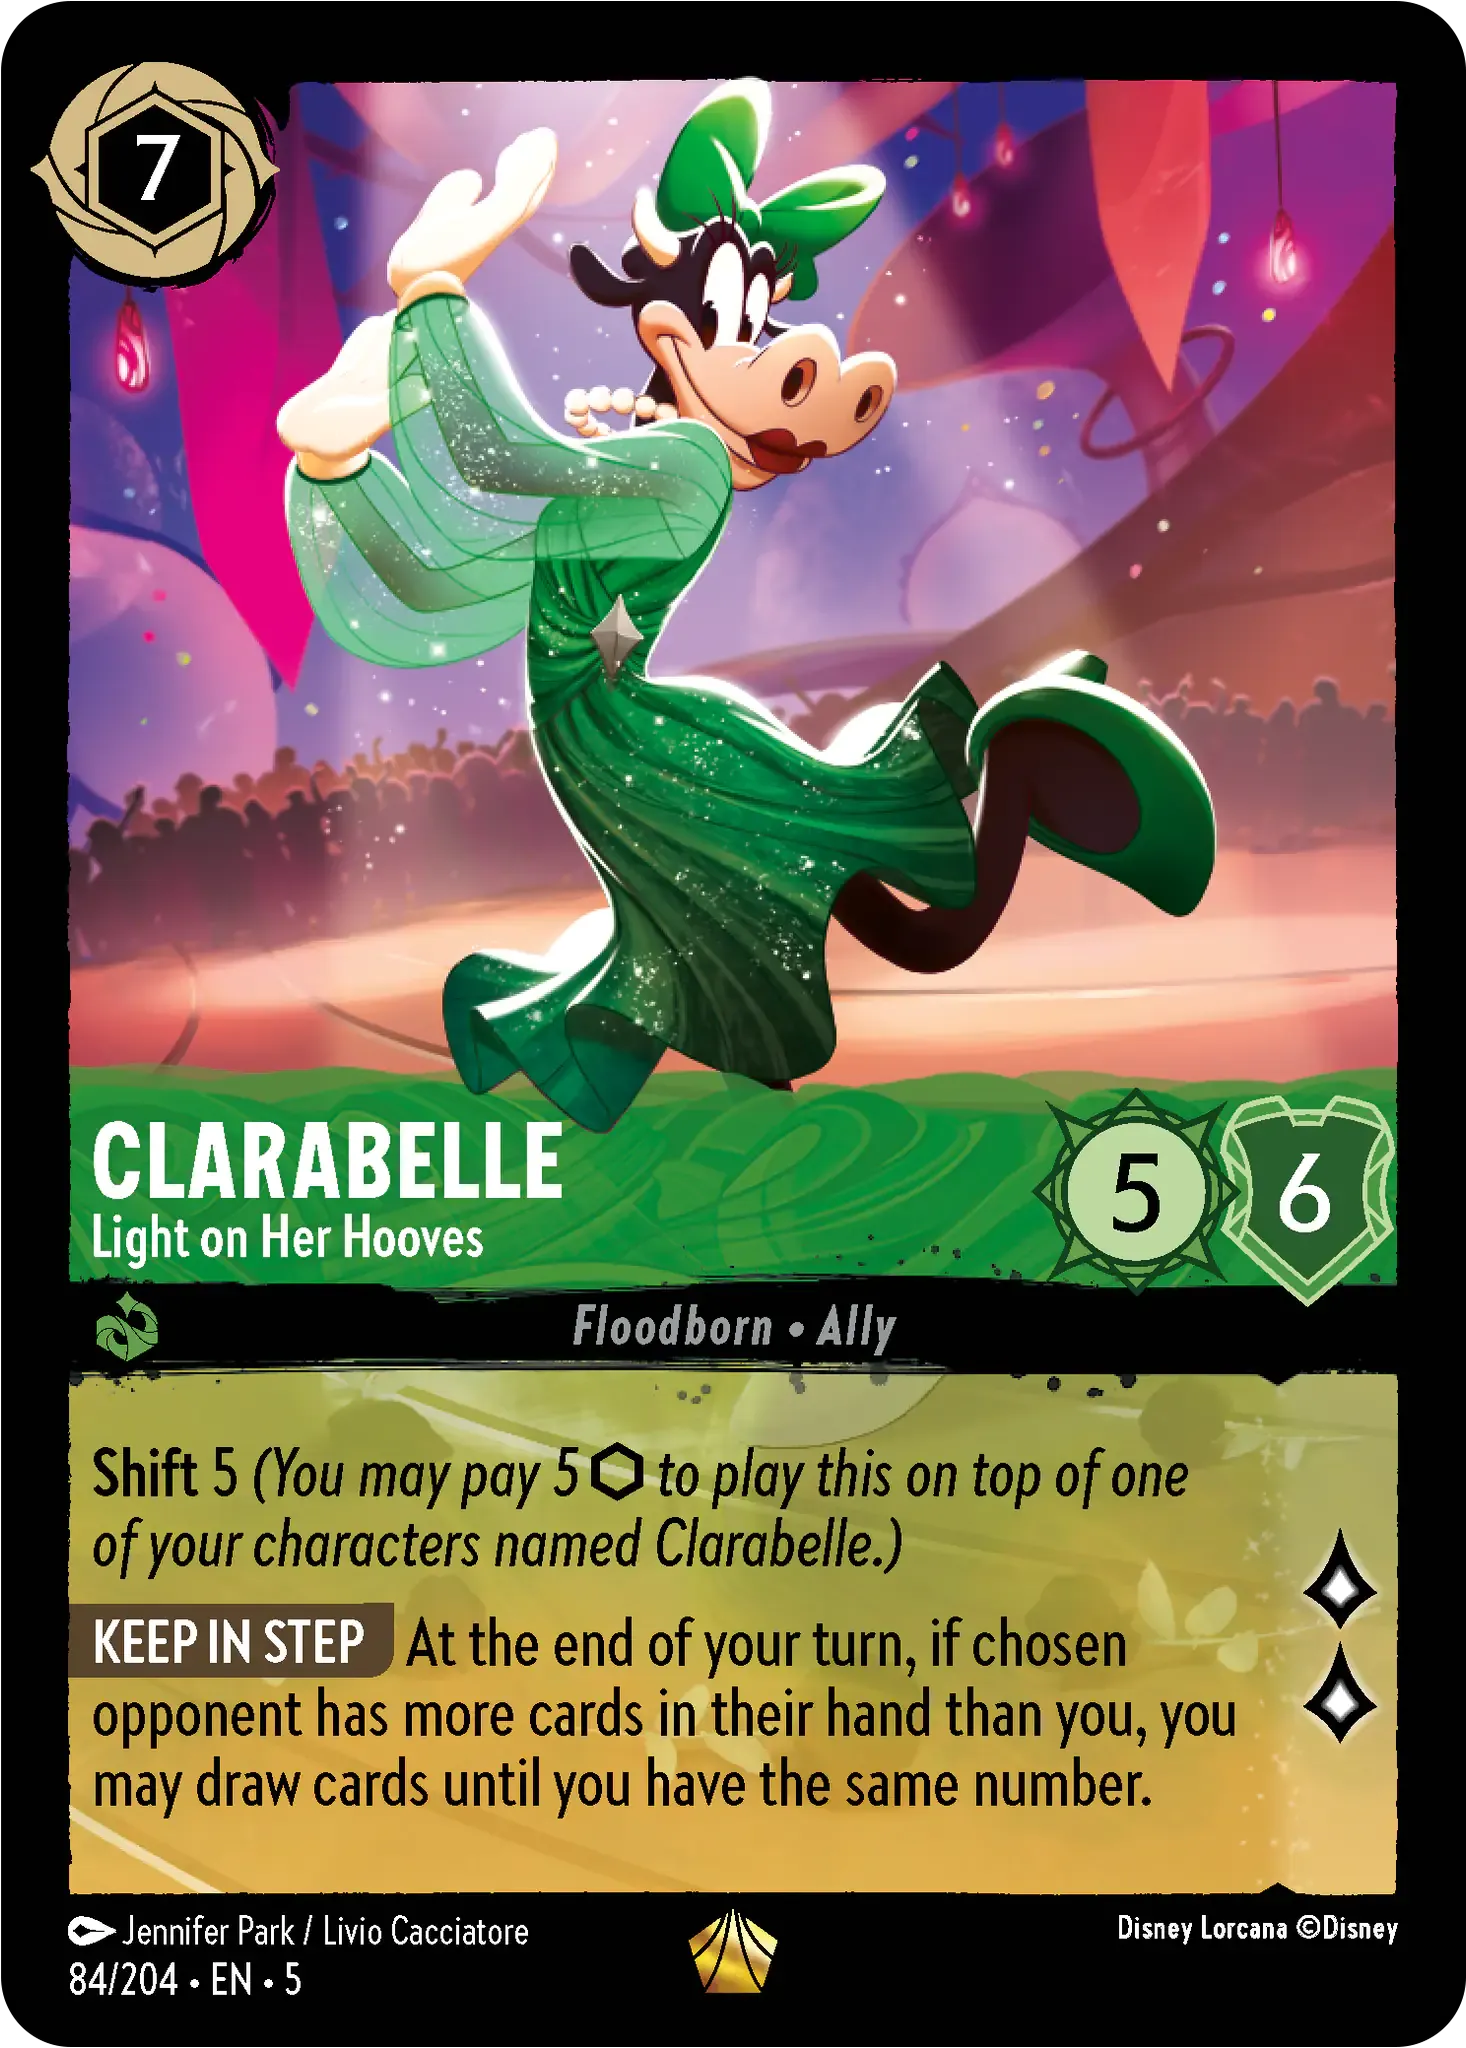 7
CLARABELLE
Light on Her Hooves
5
6
Floodborn • Ally
Shift 5 (You may pay 5 ⬡ to play this on top of one
of your characters named Clarabelle.)
KEEP IN STEP At the end of your turn, if chosen
opponent has more cards in their hand than you, you
may draw cards until you have the same number.
Jennifer Park / Livio Cacciatore
Disney Lorcana ©Disney
84/204 • EN • 5